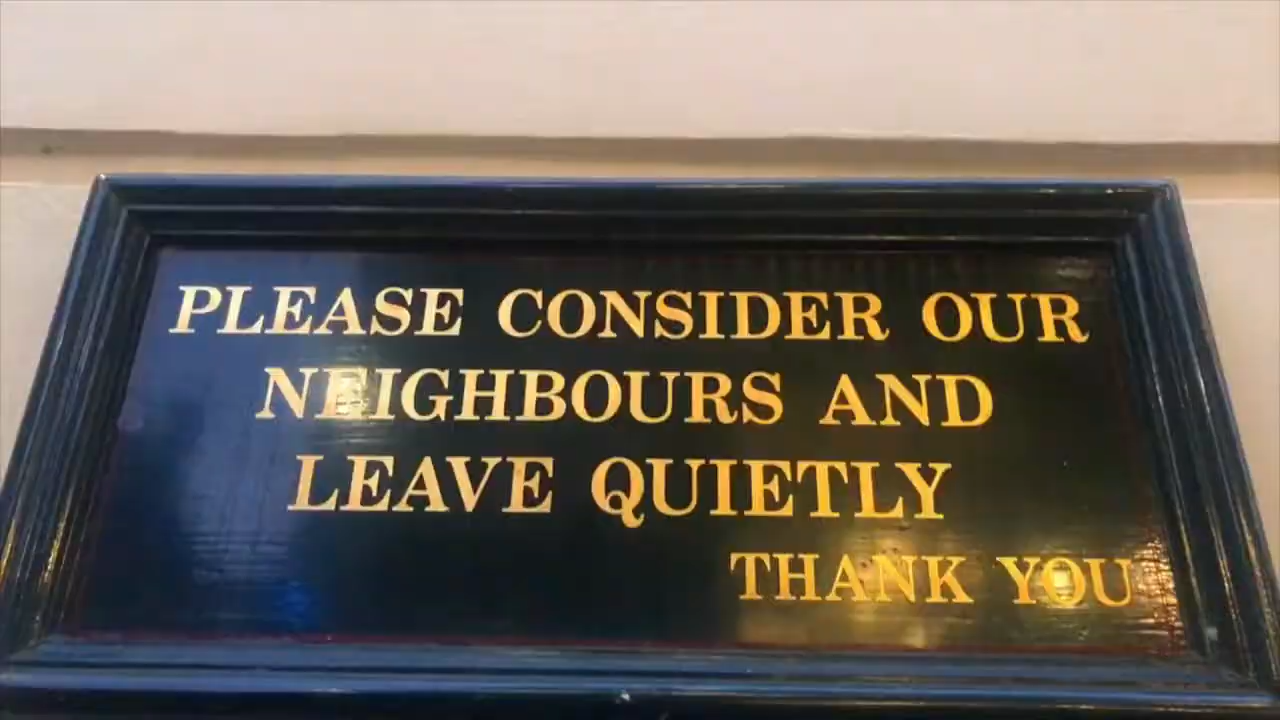 PLEASE CONSIDER OUR
NEIGHBOURS AND
LEAVE QUIETLY
THANK YOU